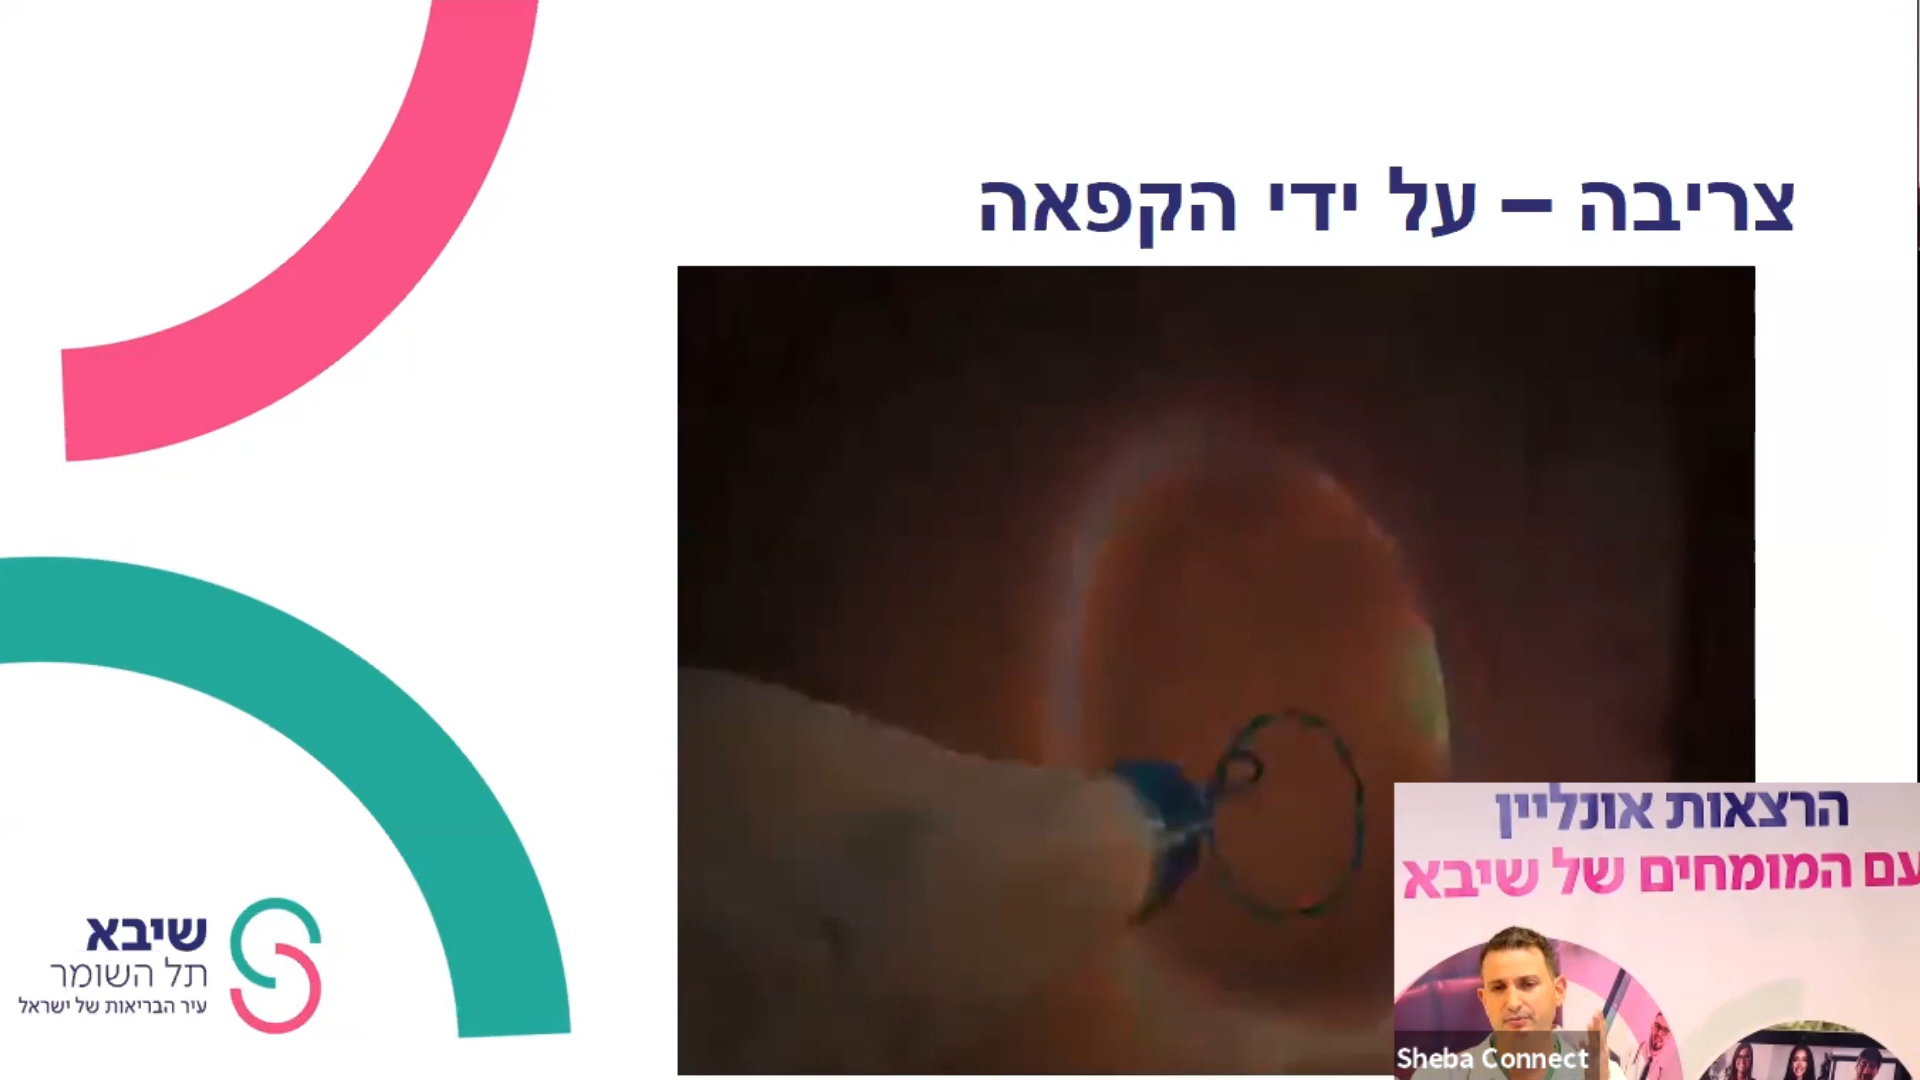 צריבה – על ידי הקפאה
שיבא
תל השומר
עיר הבריאות של ישראל
הרצאות אונליין
עם המומחים של שיבא
Sheba Connect